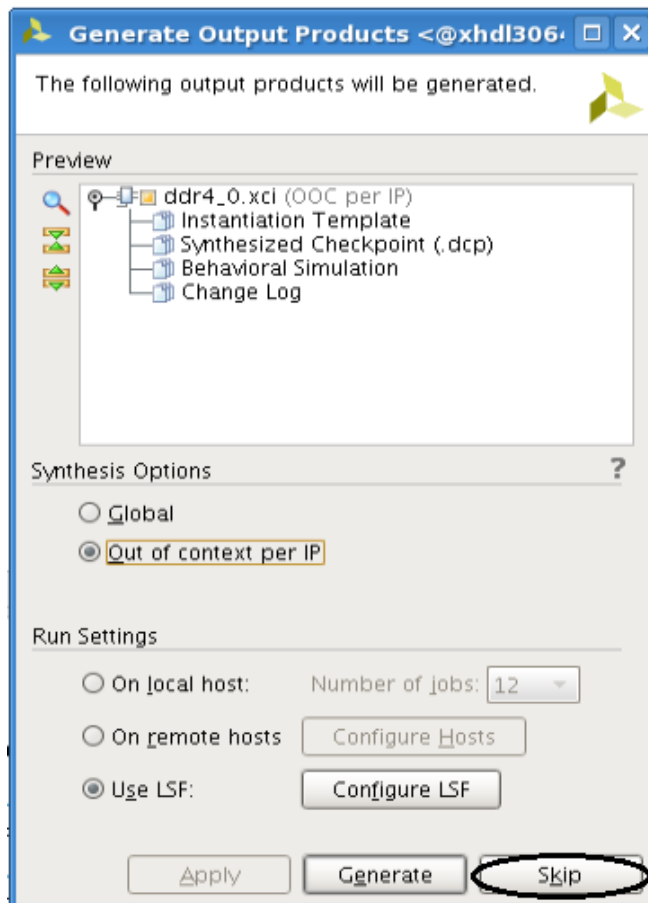 Generate Output Products <@xhdl306
The following output products will be generated.
Preview
ddr4_0.xci (OOC per IP)
Instantiation Template
Synthesized Checkpoint (.dcp)
Behavioral Simulation
Change Log
Synthesis Options ?
Global
Out of context per IP
Run Settings
On local host: Number of jobs: 12
On remote hosts Configure Hosts
Use LSF: Configure LSF
Apply Generate Skip